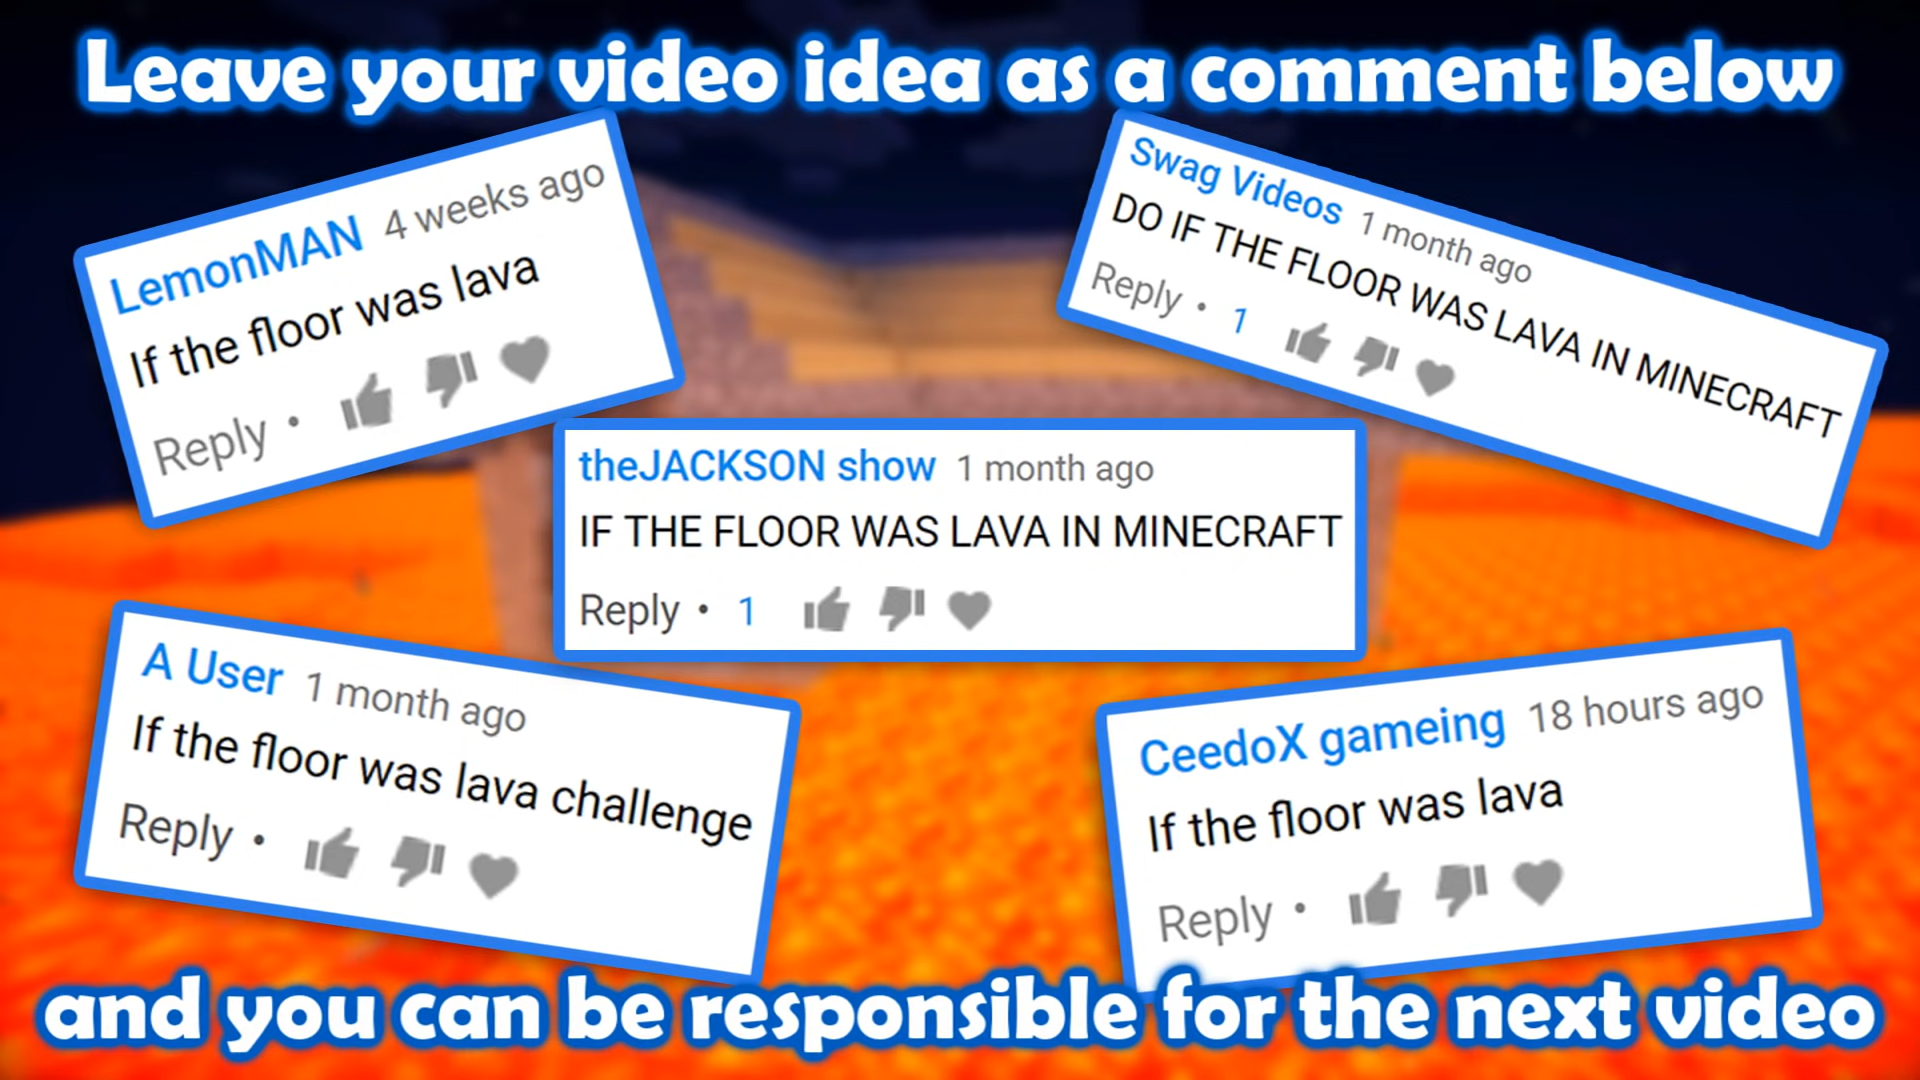 Leave your video idea as a comment below
LemonMAN 4 weeks ago
If the floor was lava
Reply •
Swag Videos 1 month ago
DO IF THE FLOOR WAS LAVA IN MINECRAFT
Reply • 1
theJACKSON show 1 month ago
IF THE FLOOR WAS LAVA IN MINECRAFT
Reply • 1
A User 1 month ago
If the floor was lava challenge
Reply •
CeedoX gameing 18 hours ago
If the floor was lava
Reply •
and you can be responsible for the next video